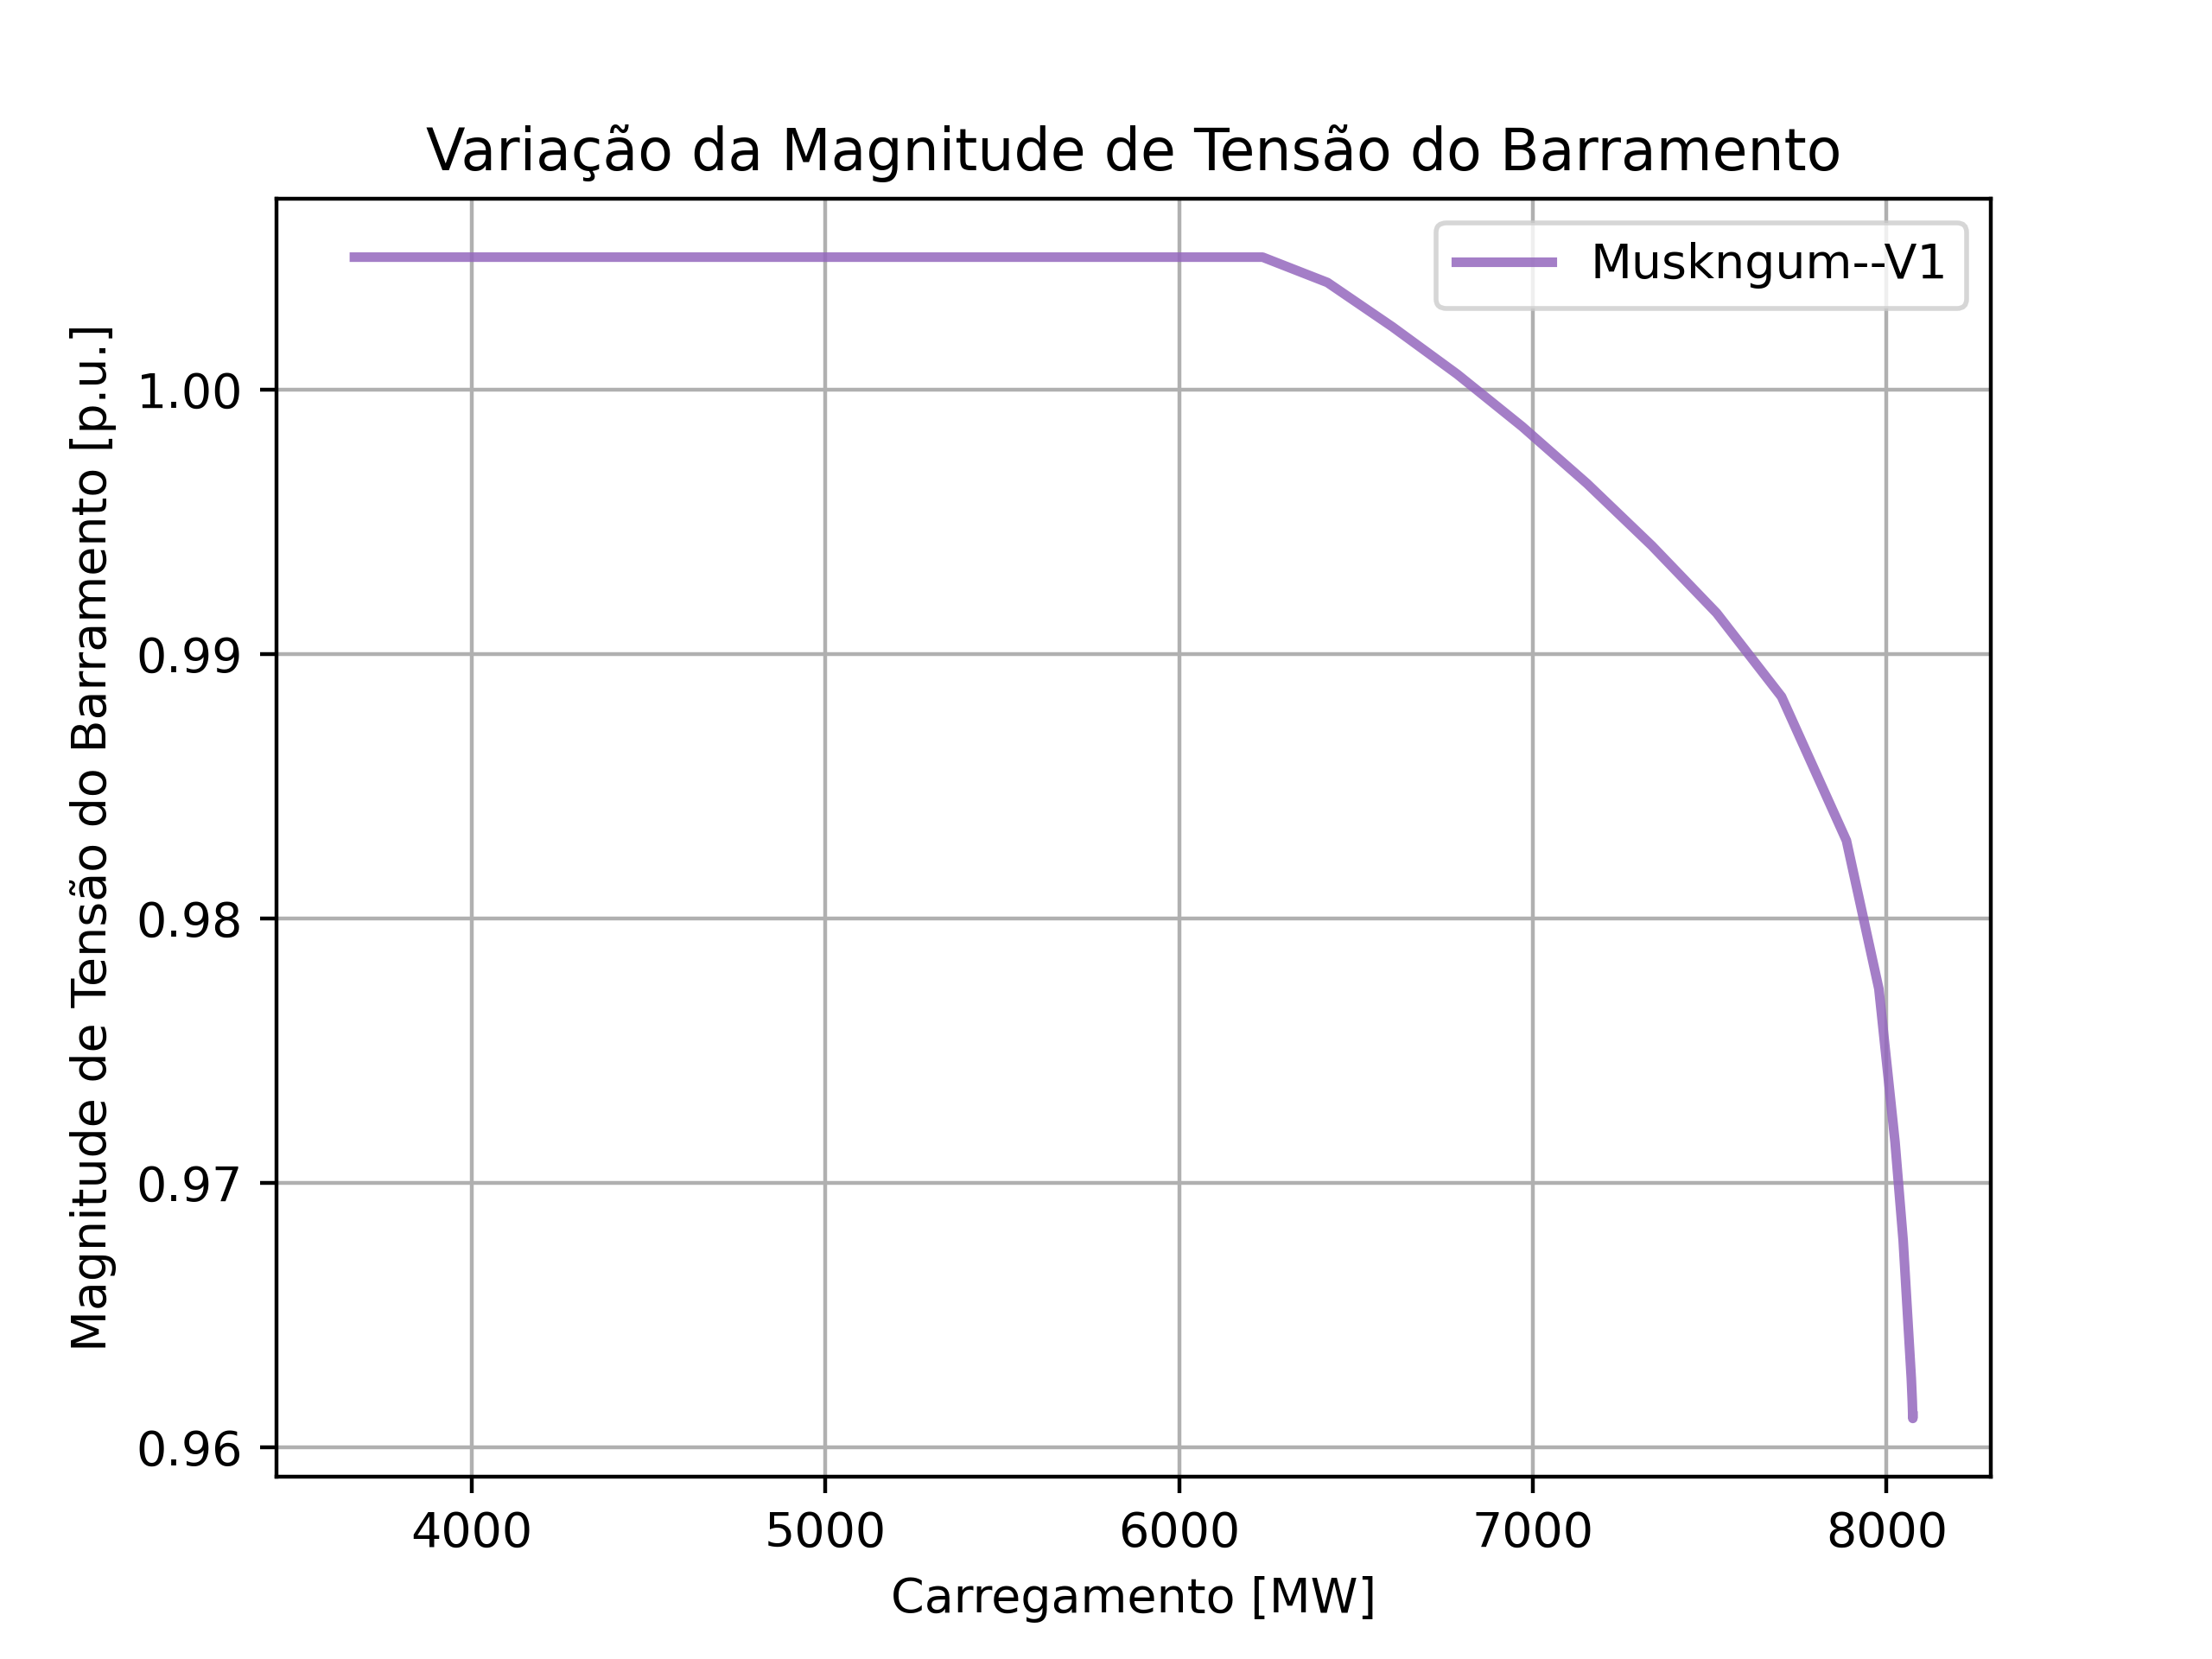 Variação da Magnitude de Tensão do Barramento
Muskngum--V1
Magnitude de Tensão do Barramento [p.u.]
1.00
0.99
0.98
0.97
0.96
4000 5000 6000 7000 8000
Carregamento [MW]